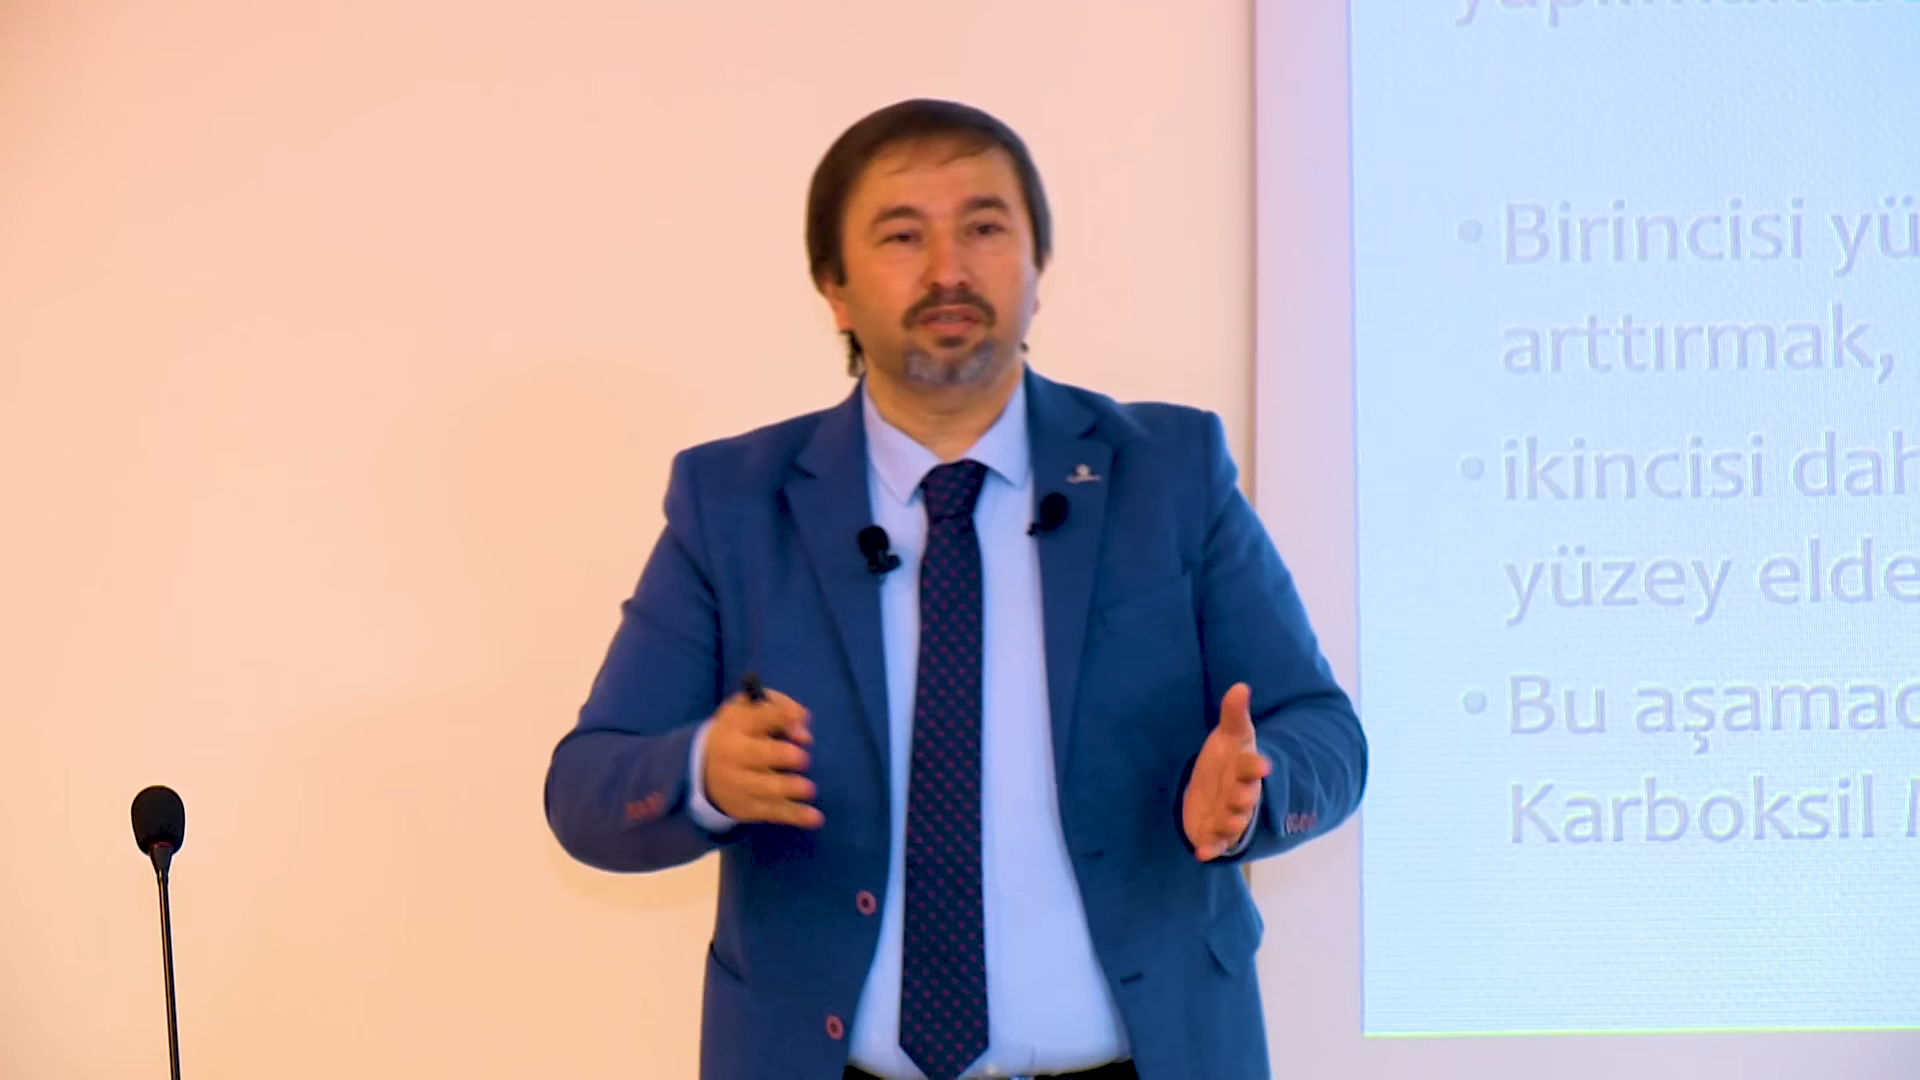 • Birincisi yü
arttırmak,
• ikincisi dah
yüzey elde
• Bu aşamad
Karboksil M